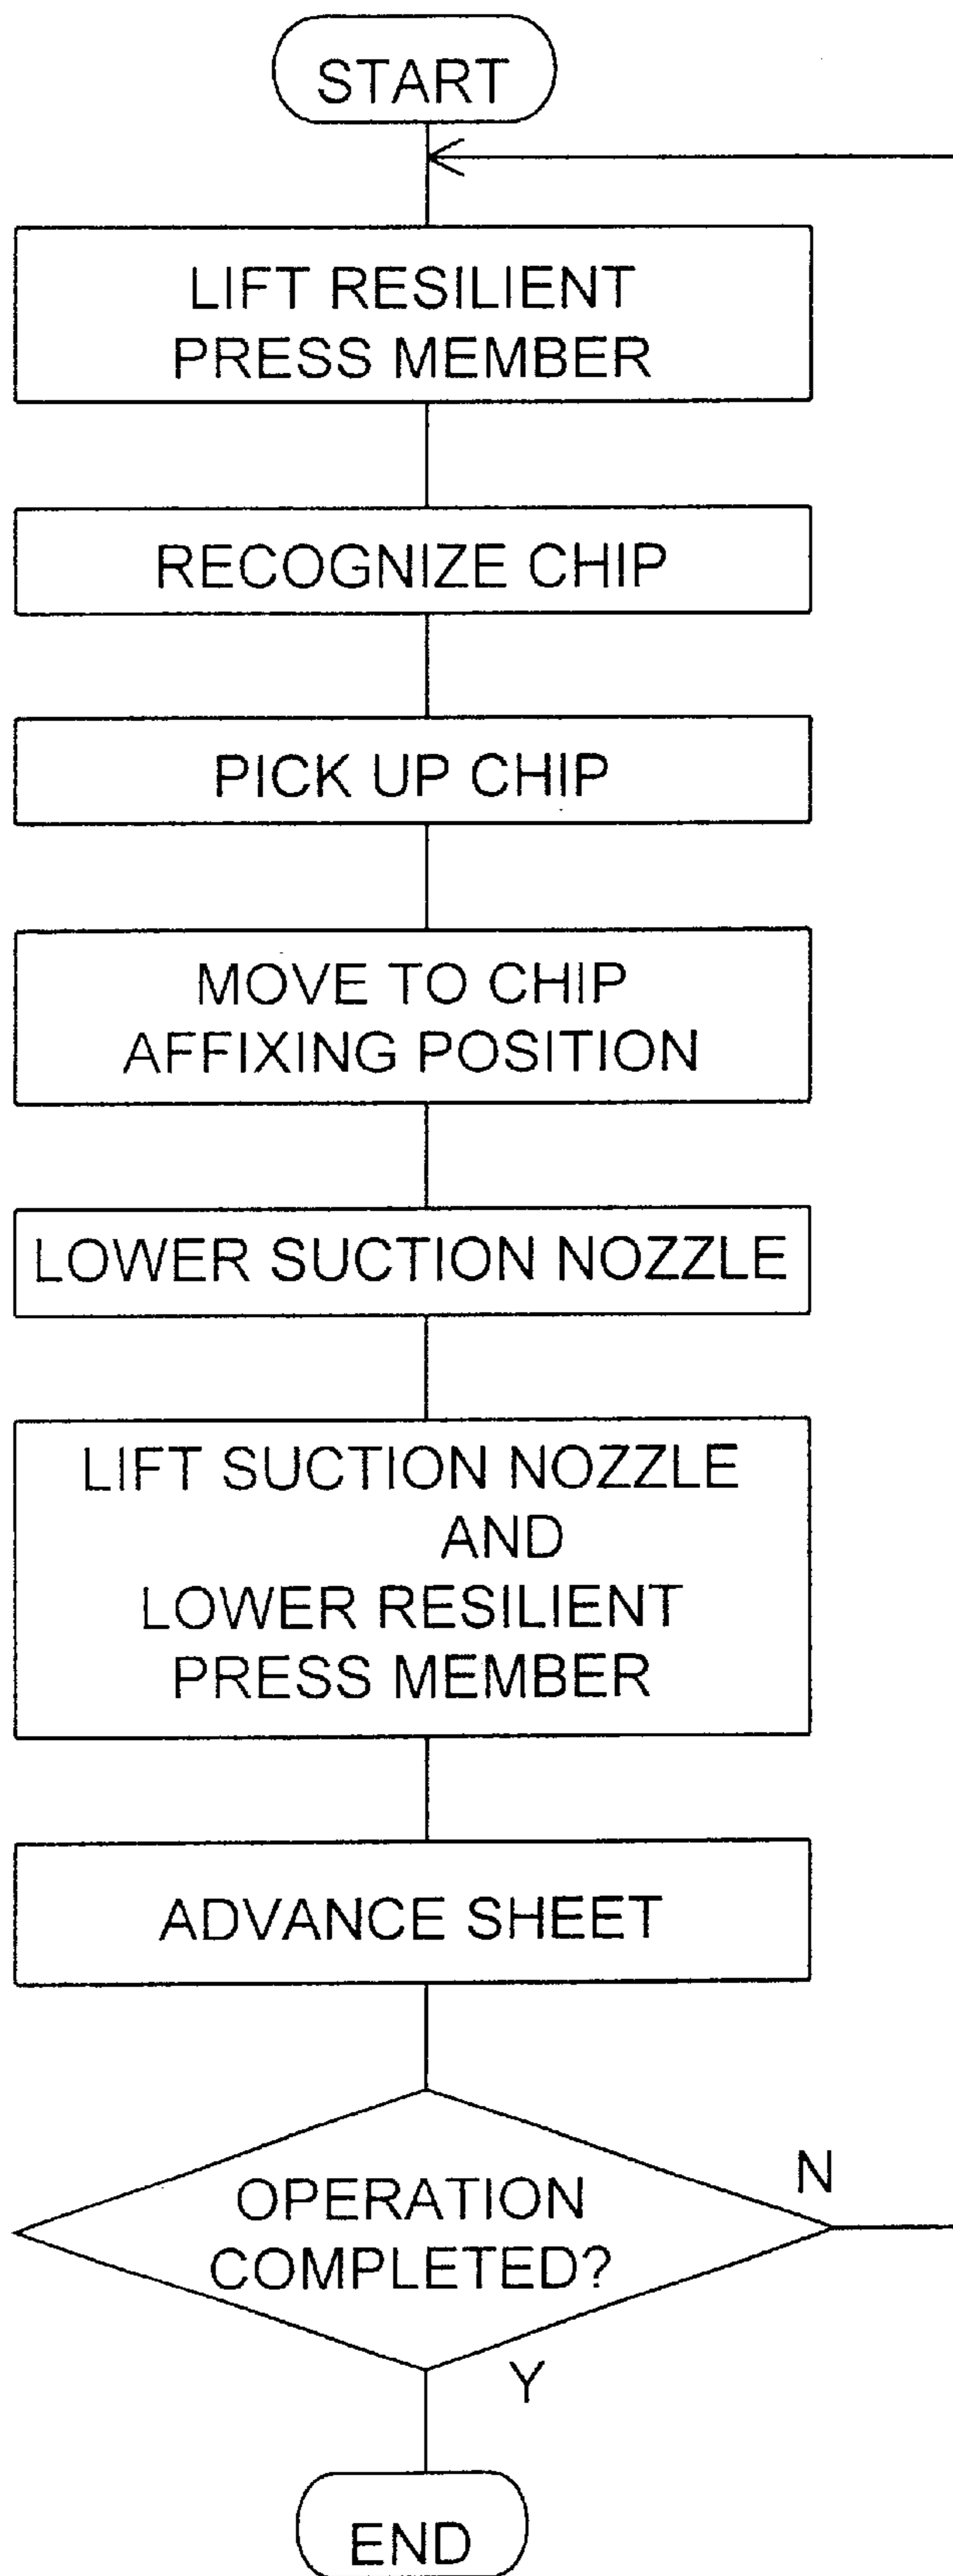 START
LIFT RESILIENT
PRESS MEMBER
RECOGNIZE CHIP
PICK UP CHIP
MOVE TO CHIP
AFFIXING POSITION
LOWER SUCTION NOZZLE
LIFT SUCTION NOZZLE
AND
LOWER RESILIENT
PRESS MEMBER
ADVANCE SHEET
N
OPERATION
COMPLETED?
Y
END